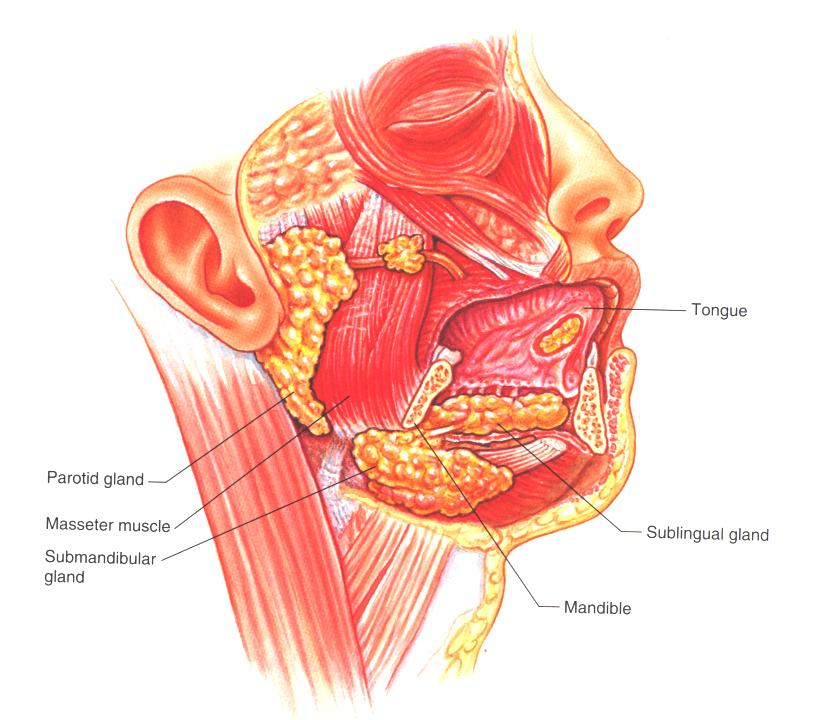 Tongue
Parotid gland
Masseter muscle
Submandibular
gland
Sublingual gland
Mandible